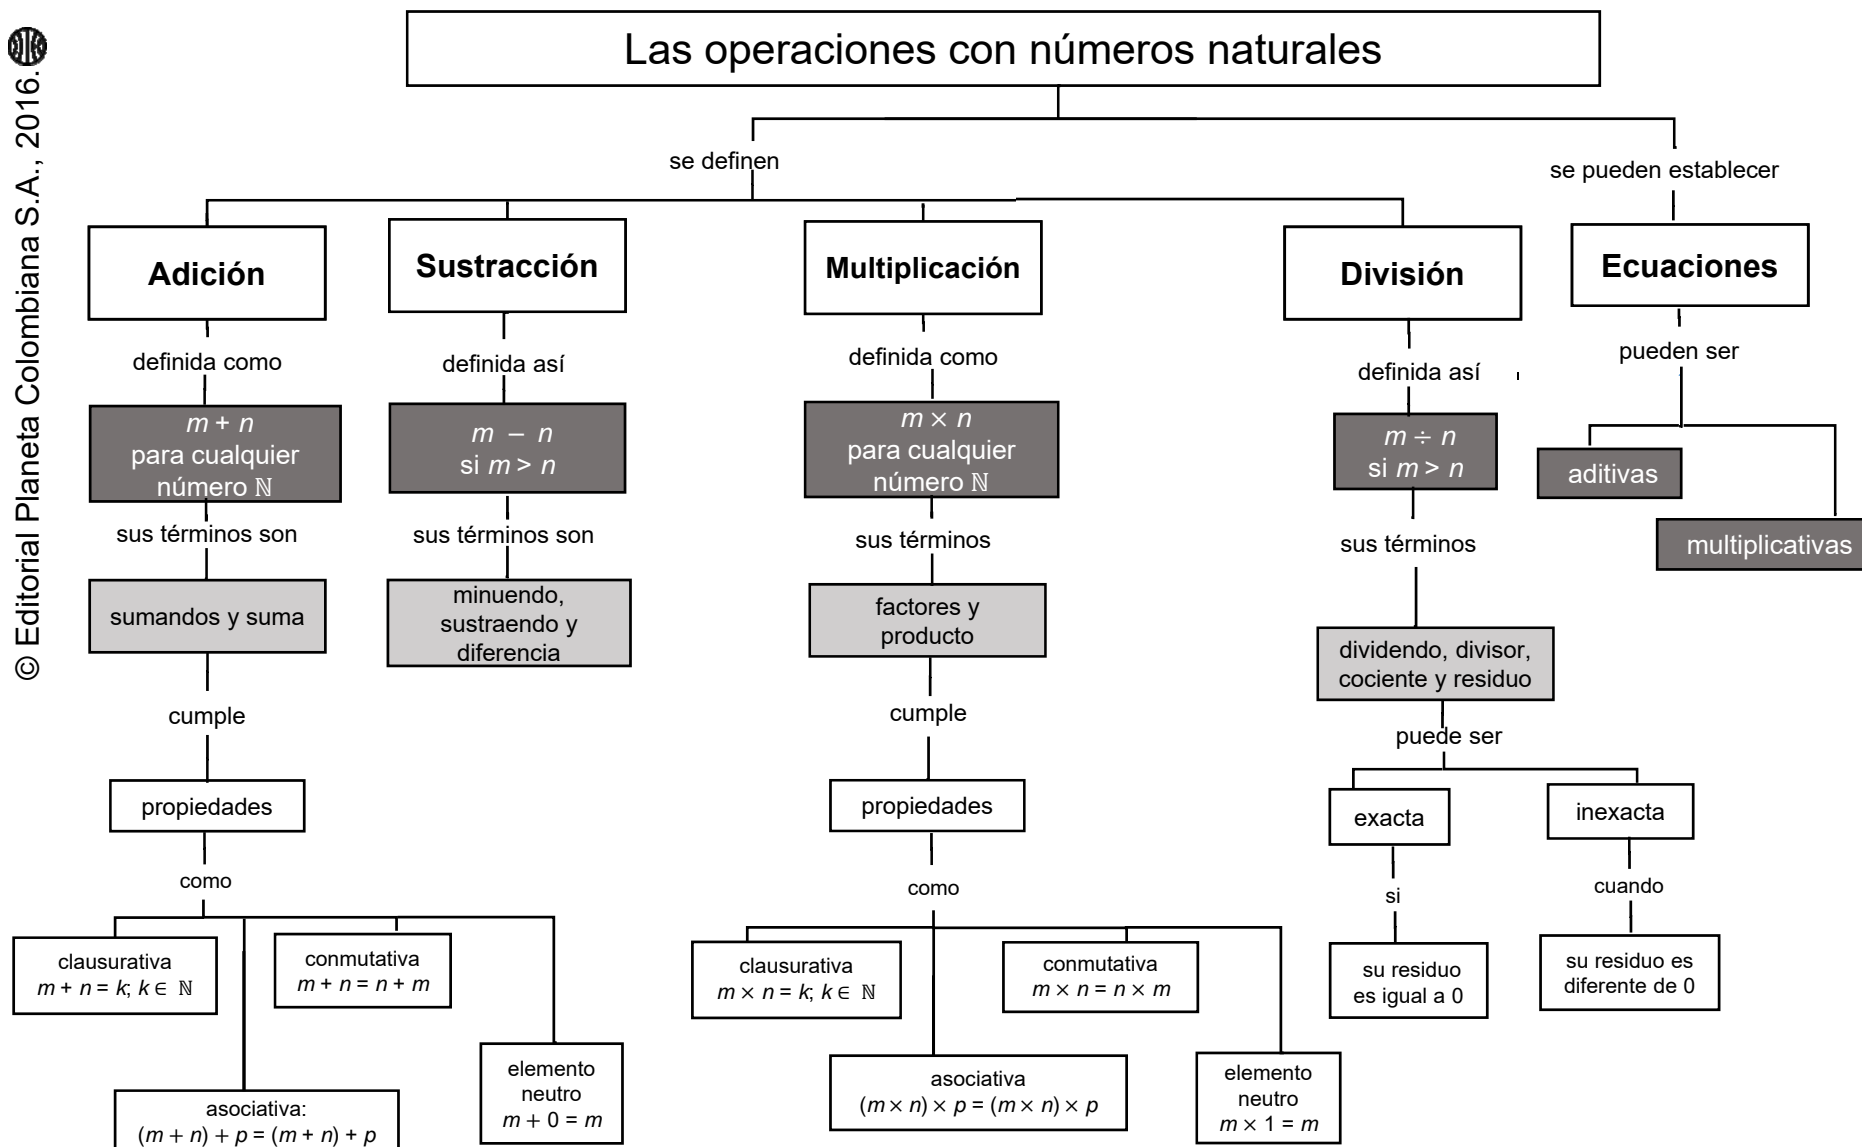 © Editorial Planeta Colombiana S.A., 2016.
Las operaciones con números naturales
se definen
se pueden establecer
Adición
Sustracción
Multiplicación
División
Ecuaciones
definida como
definida así
definida como
definida así
pueden ser
m + n
para cualquier
número ℕ
m – n
si m > n
m × n
para cualquier
número ℕ
m ÷ n
si m > n
aditivas
multiplicativas
sus términos son
sus términos son
sus términos
sus términos
sumandos y suma
minuendo,
sustraendo y
diferencia
factores y
producto
dividendo, divisor,
cociente y residuo
cumple
cumple
puede ser
propiedades
propiedades
exacta
inexacta
como
como
si
cuando
clausurativa
m + n = k; k ∈ ℕ
conmutativa
m + n = n + m
asociativa:
(m + n) + p = (m + n) + p
elemento
neutro
m + 0 = m
clausurativa
m × n = k; k ∈ ℕ
conmutativa
m × n = n × m
asociativa
(m × n) × p = (m × n) × p
elemento
neutro
m × 1 = m
su residuo
es igual a 0
su residuo es
diferente de 0